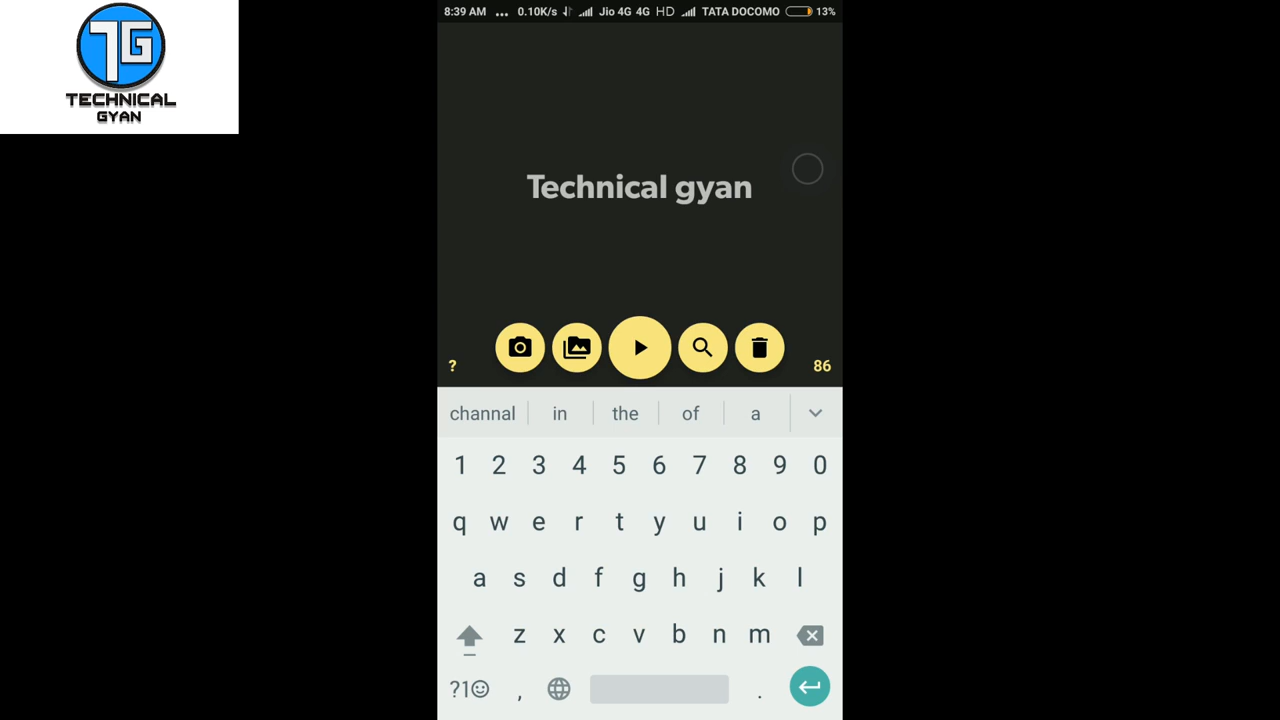 TECHNICAL
GYAN
8:39 AM ... 0.10K/s Jio 4G 4G HD TATA DOCOMO 13%
Technical gyan
? 86
channal in the of a
1 2 3 4 5 6 7 8 9 0
q w e r t y u i o p
a s d f g h j k l
z x c v b n m
?1☺ , .